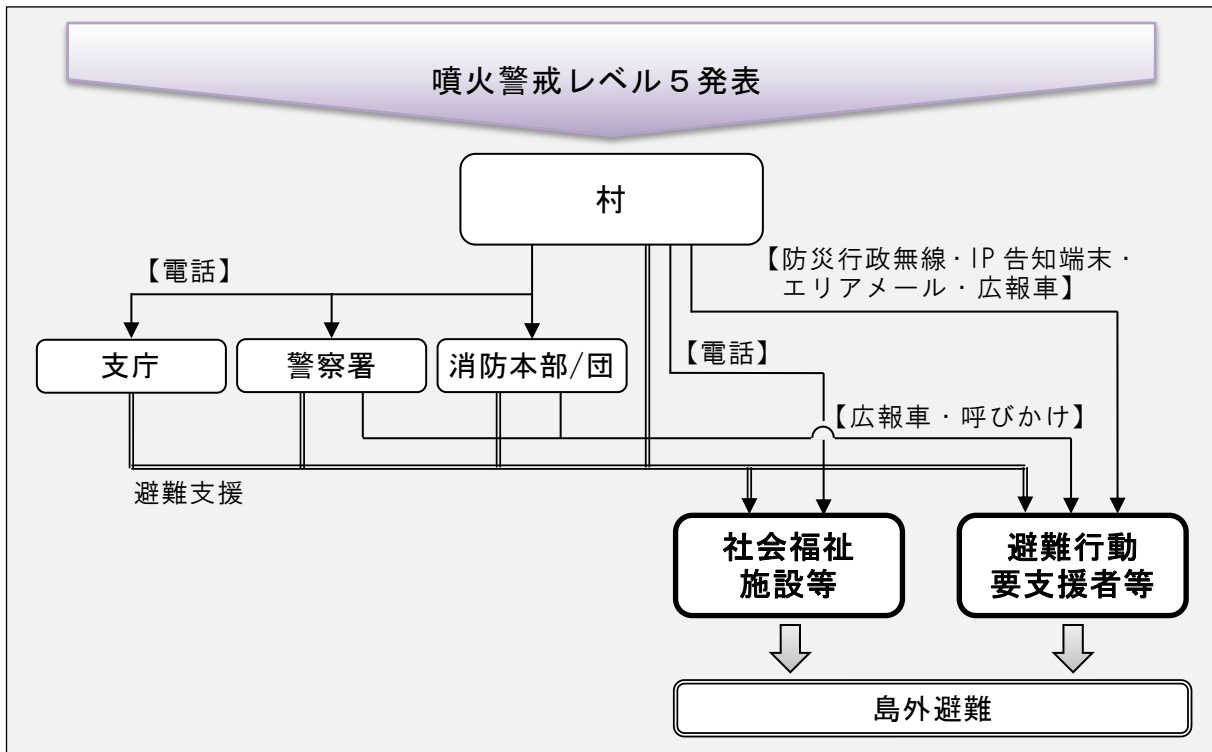 噴火警戒レベル５発表
村
【防災行政無線・IP 告知端末・
エリアメール・広報車】
【電話】
支庁
警察署
消防本部/団
【電話】
【広報車・呼びかけ】
避難支援
社会福祉
施設等
避難行動
要支援者等
島外避難